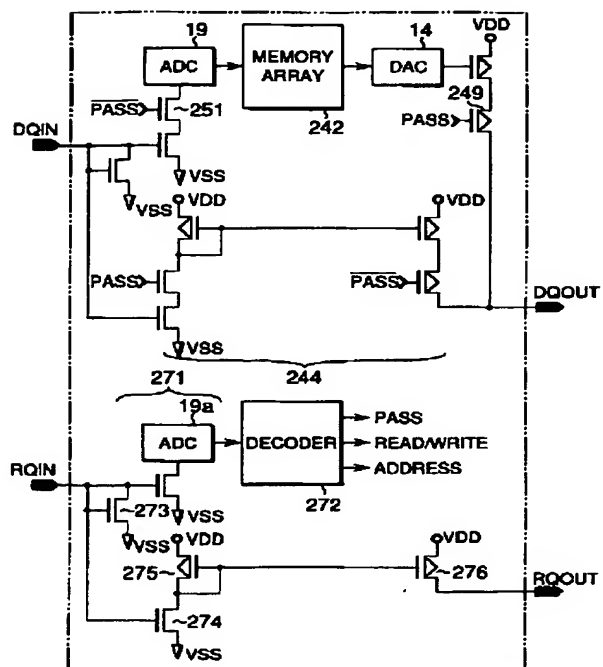 19
14
VDD
ADC
MEMORY
ARRAY
DAC
PASS
251
242
249
PASS
DQIN
VSS
VSS
VDD
VDD
PASS
PASS
DQOUT
VSS
271
244
19a
ADC
DECODER
PASS
READ/WRITE
ADDRESS
RQIN
273
VSS
272
VSS
VDD
VDD
275
276
RQOUT
274
VSS